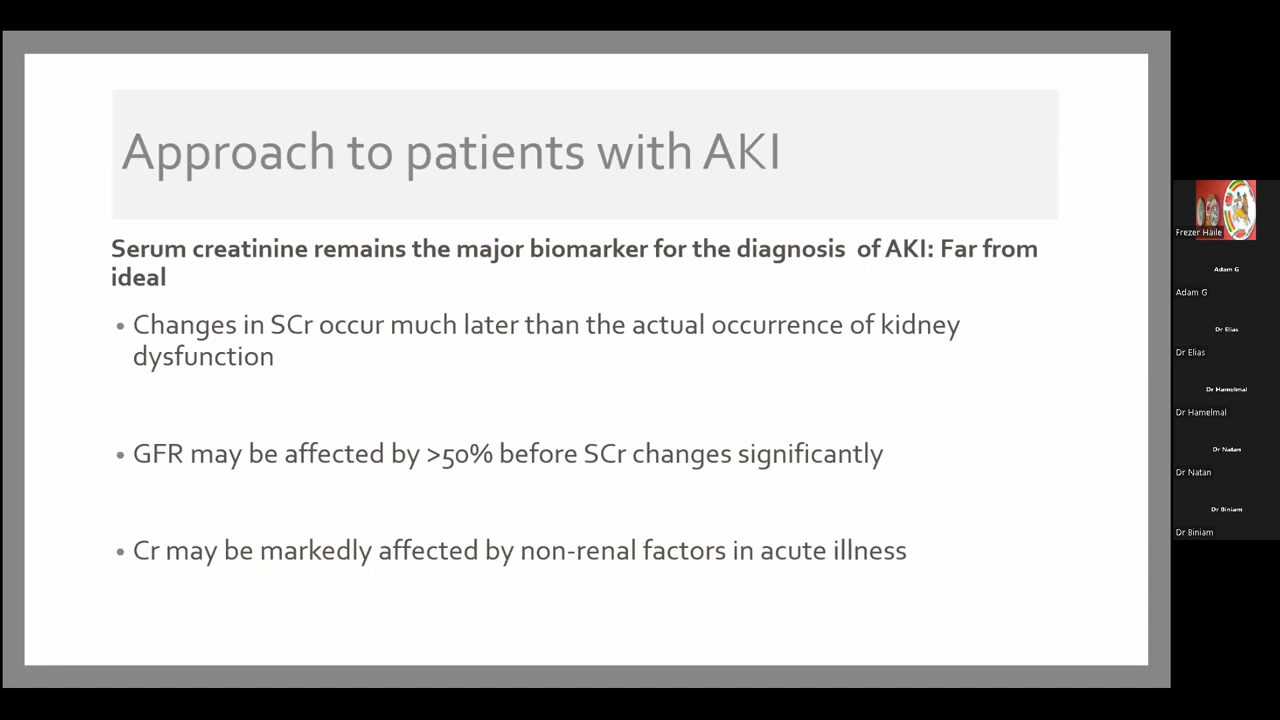 Approach to patients with AKI
Serum creatinine remains the major biomarker for the diagnosis  of AKI: Far from
ideal
• Changes in SCr occur much later than the actual occurrence of kidney
dysfunction
• GFR may be affected by >50% before SCr changes significantly
• Cr may be markedly affected by non-renal factors in acute illness
Frezer Haile
Adam G
Adam G
Dr Elias
Dr Elias
Dr Hamelmal
Dr Hamelmal
Dr Natan
Dr Natan
Dr Biniam
Dr Biniam